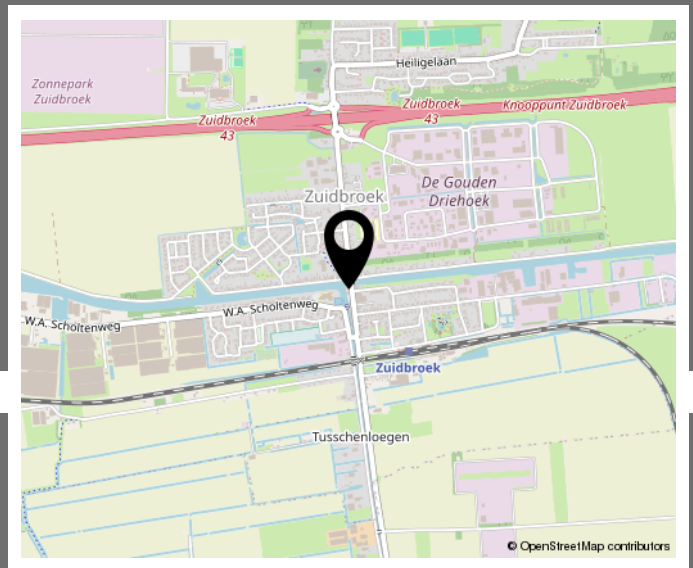 Heiligelaan
Zonnepark
Zuidbroek
Zuidbroek
43
Zuidbroek
43
Knooppunt Zuidbroek
De Gouden
Driehoek
Zuidbroek
W.A. Scholtenweg
W.A. Scholtenweg
Zuidbroek
Tusschenloegen
© OpenStreetMap contributors